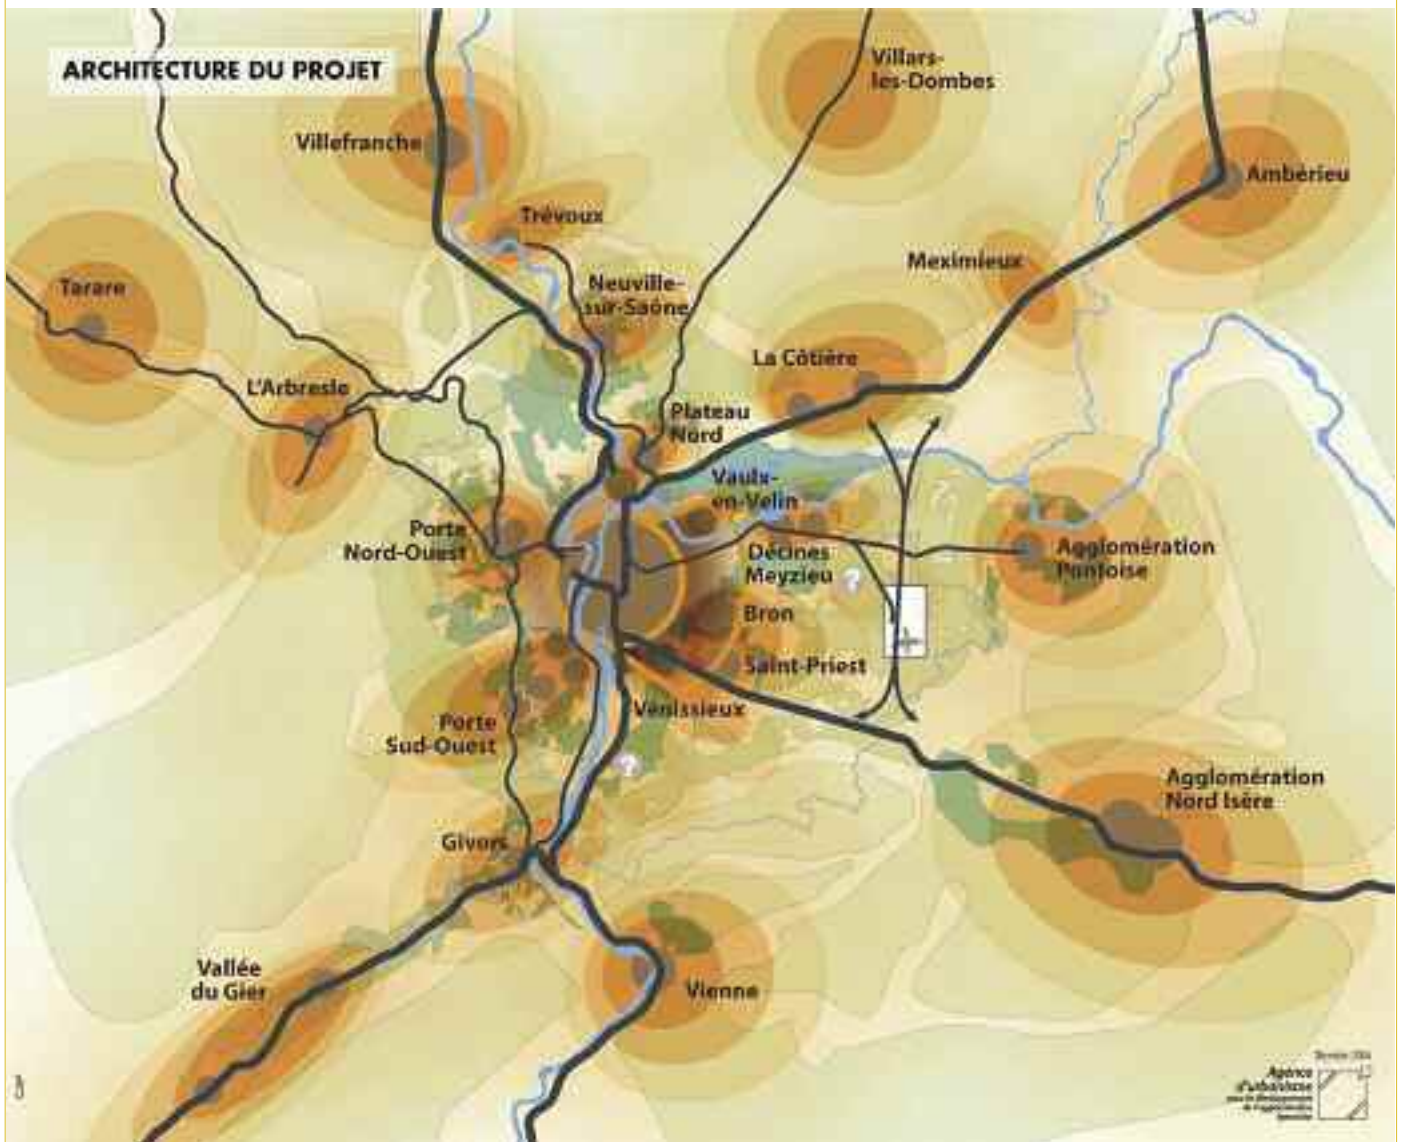 ARCHITECTURE DU PROJET
Villars-
les-Dombes
Villefranche
Ambérieu
Trévoux
Meximieux
Tarare
Neuville-
sur-Saône
La Côtière
L'Arbresle
Plateau
Nord
Vaulx-
en-Velin
Porte
Nord-Ouest
Décines
Meyzieu
?
Agglomération
Pontoise
Bron
Saint-Priest
Vénissieux
Porte
Sud-Ouest
?
Agglomération
Nord Isère
Givors
Vallée
du Gier
Vienne
Agence
d'urbanisme